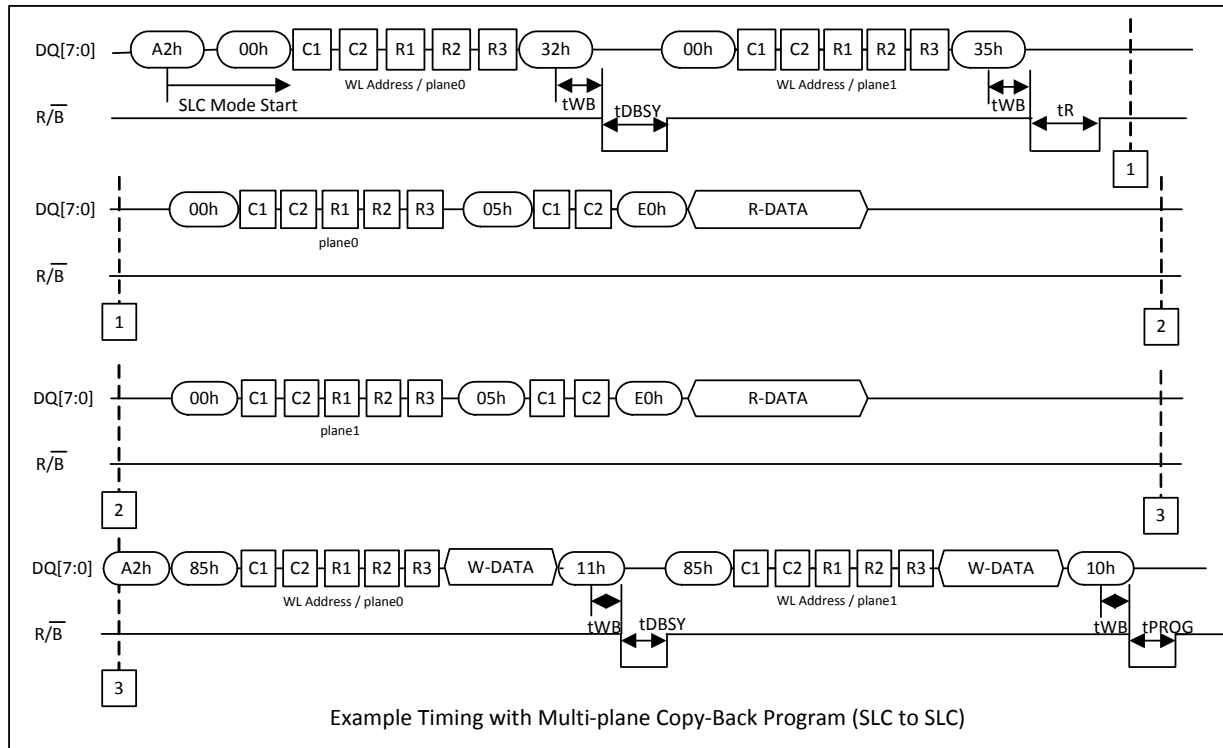 DQ[7:0] A2h 00h C1 C2 R1 R2 R3 32h 00h C1 C2 R1 R2 R3 35h
WL Address / plane0 WL Address / plane1
SLC Mode Start tWB tWB
R/B tDBSY tR
1
DQ[7:0] 00h C1 C2 R1 R2 R3 05h C1 C2 E0h R-DATA
plane0
R/B
1 2
DQ[7:0] 00h C1 C2 R1 R2 R3 05h C1 C2 E0h R-DATA
plane1
R/B
2 3
DQ[7:0] A2h 85h C1 C2 R1 R2 R3 W-DATA 11h 85h C1 C2 R1 R2 R3 W-DATA 10h
WL Address / plane0 WL Address / plane1
R/B tWB tDBSY tWB tPROG
3
Example Timing with Multi-plane Copy-Back Program (SLC to SLC)